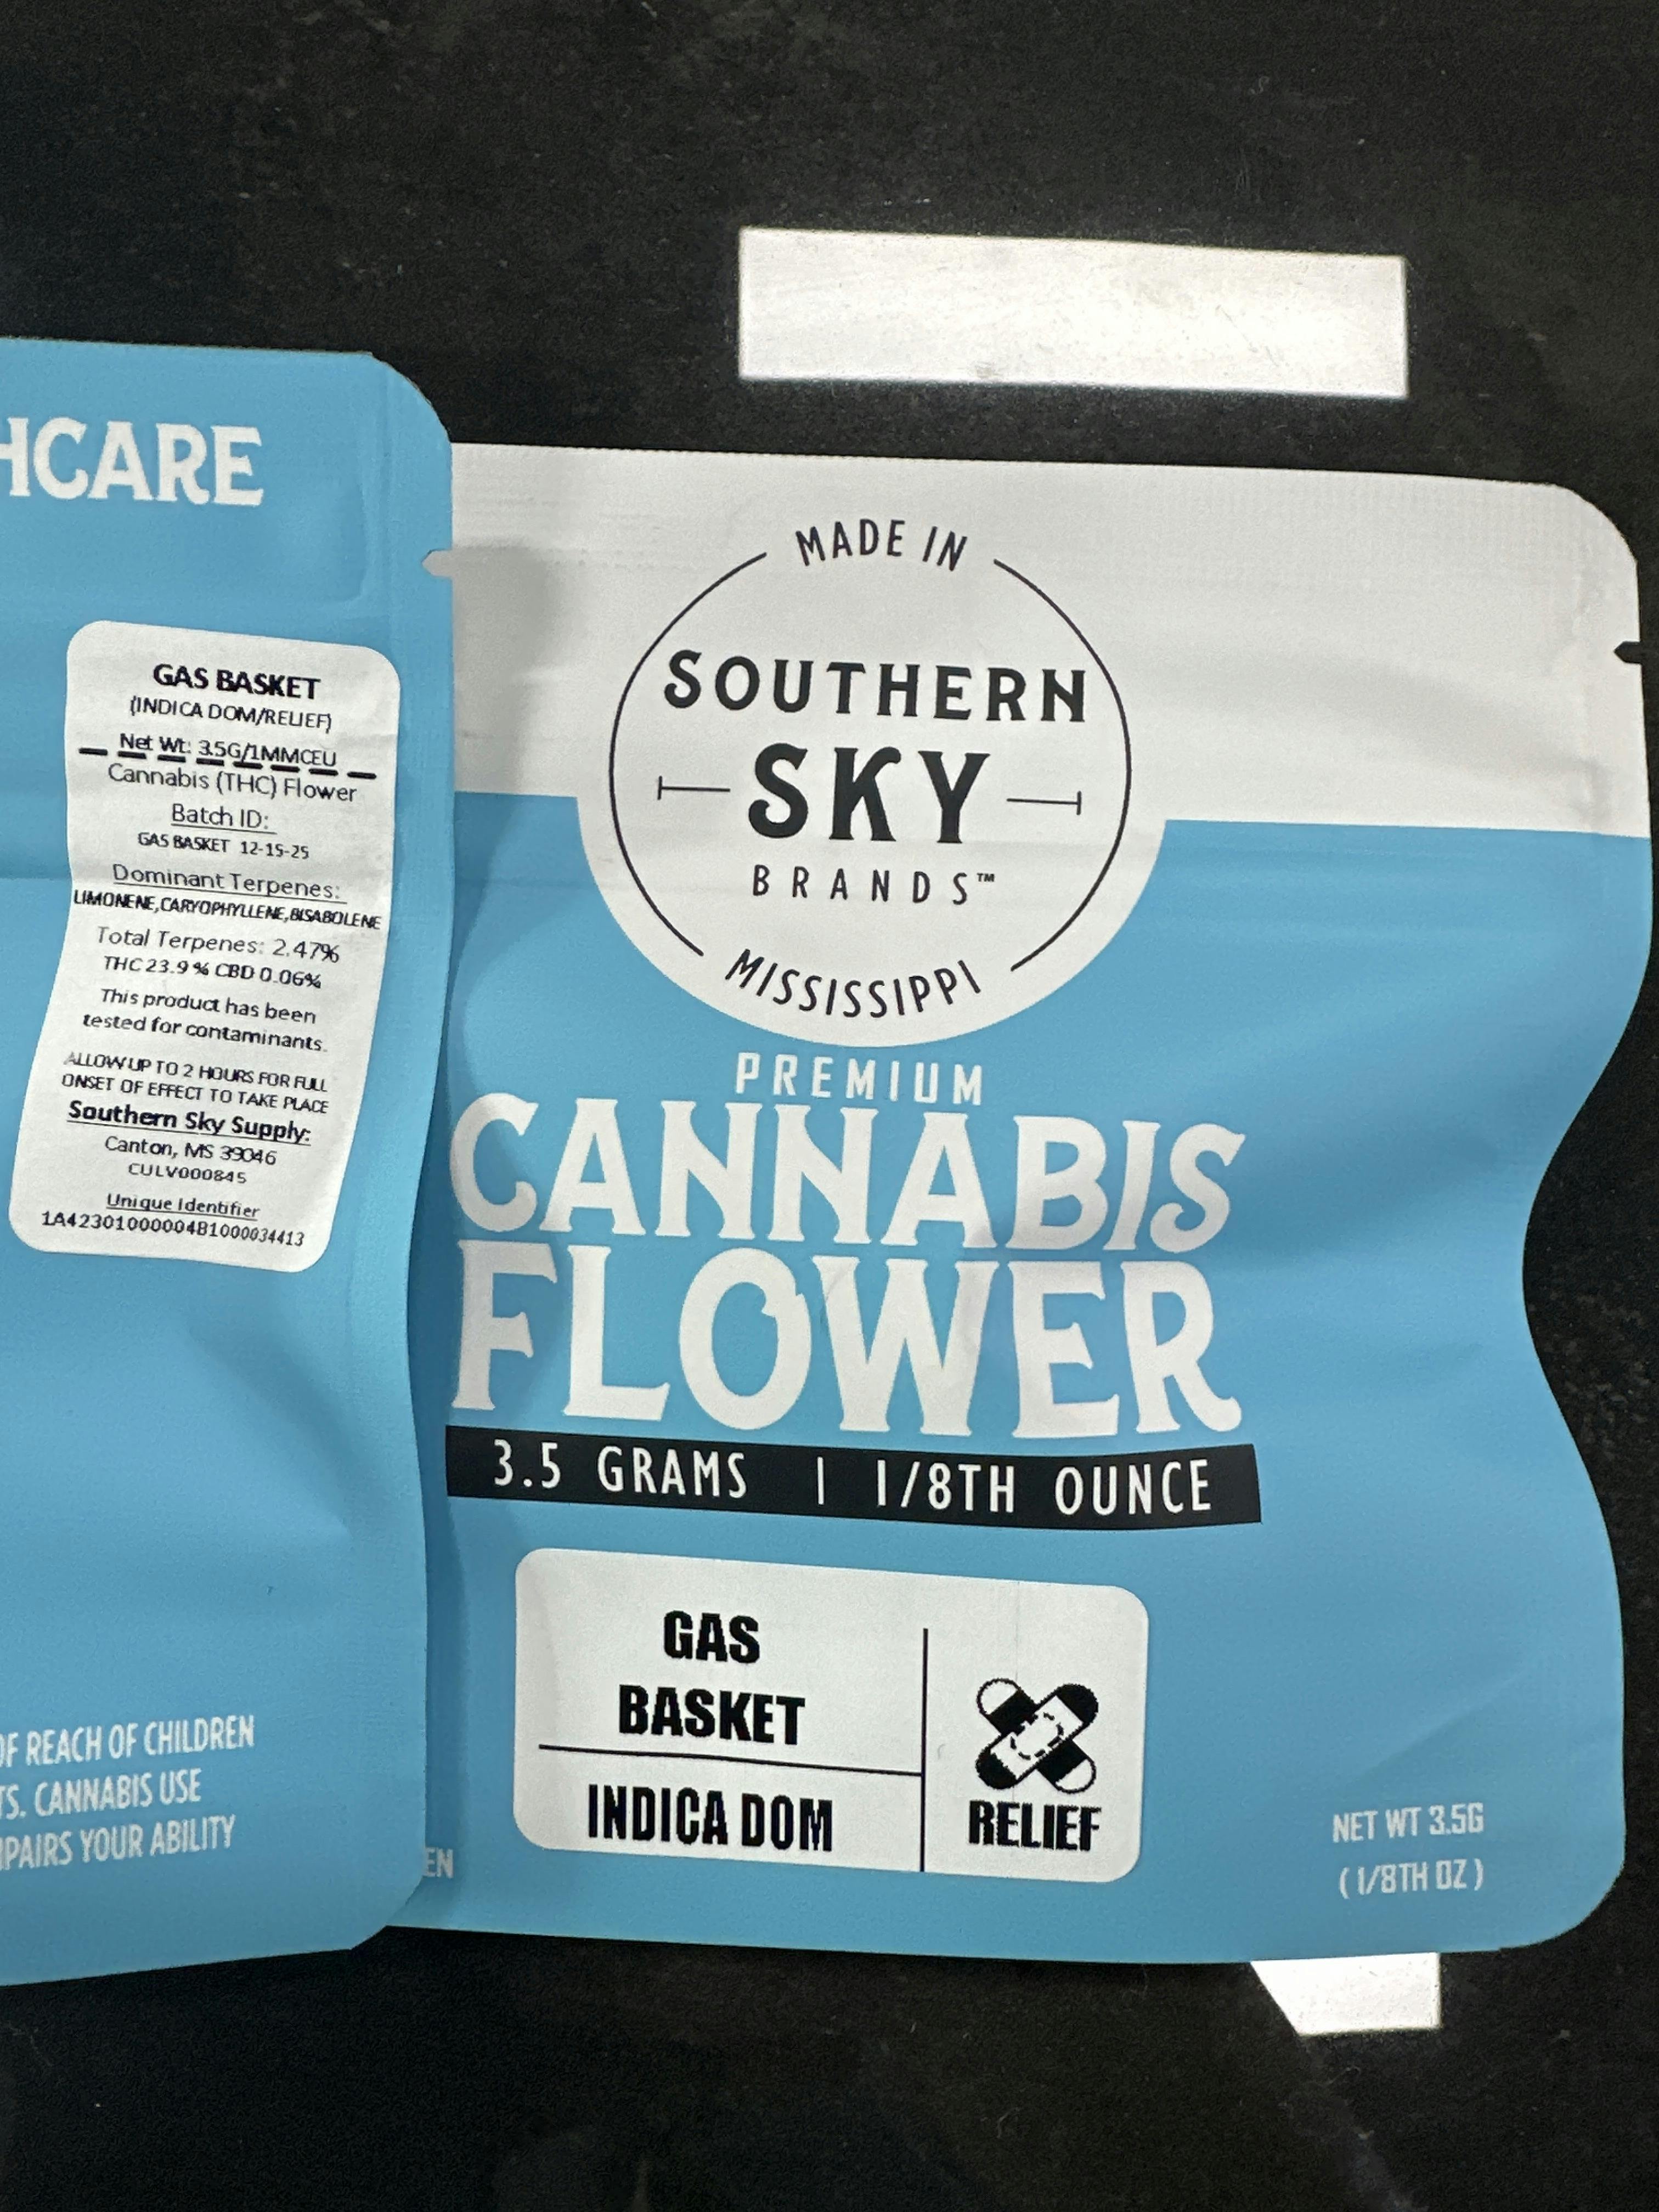 HCARE
GAS BASKET
(INDICA DOM/RELIEF)
Net Wt: 3.5G/1MMCEU
Cannabis (THC) Flower
Batch ID:
GAS BASKET 12-15-25
Dominant Terpenes:
LIMONENE,CARYOPHYLLENE,BISABOLENE
Total Terpenes: 2.47%
THC 23.9% CBD 0.06%
This product has been
tested for contaminants.
ALLOW UP TO 2 HOURS FOR FULL
ONSET OF EFFECT TO TAKE PLACE
Southern Sky Supply:
Canton, MS 39046
CULV000845
Unique Identifier
1A42301000004B1000034413
OF REACH OF CHILDREN
TS. CANNABIS USE
PAIRS YOUR ABILITY
EN
MADE IN
SOUTHERN
SKY
BRANDS™
MISSISSIPPI
PREMIUM
CANNABIS
FLOWER
3.5 GRAMS | 1/8TH OUNCE
GAS
BASKET
INDICA DOM
RELIEF
NET WT 3.5G
(1/8TH OZ)